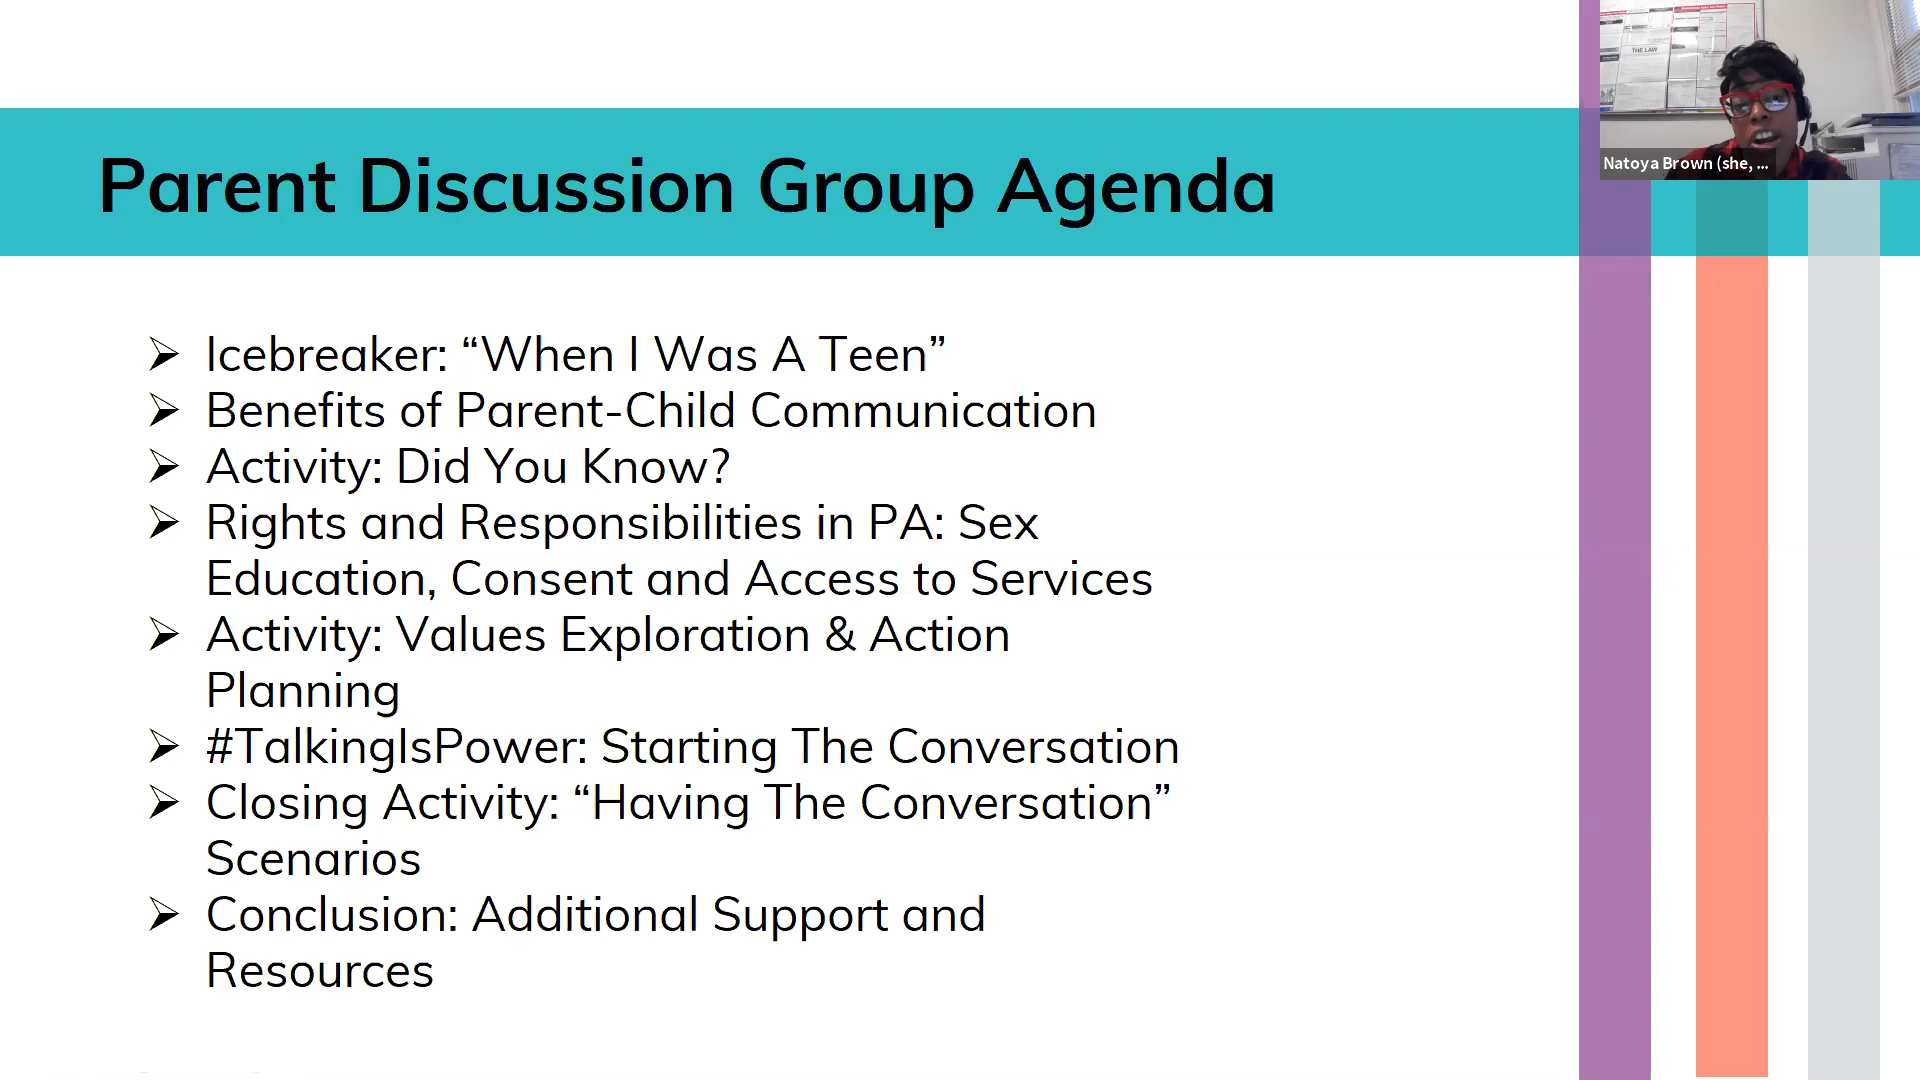 Parent Discussion Group Agenda
THE LAW
Natoya Brown (she, ...
➢ Icebreaker: “When I Was A Teen”
➢ Benefits of Parent-Child Communication
➢ Activity: Did You Know?
➢ Rights and Responsibilities in PA: Sex
Education, Consent and Access to Services
➢ Activity: Values Exploration & Action
Planning
➢ #TalkingIsPower: Starting The Conversation
➢ Closing Activity: “Having The Conversation”
Scenarios
➢ Conclusion: Additional Support and
Resources